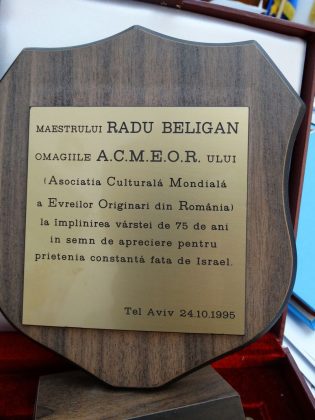 MAESTRULUI RADU BELIGAN
OMAGIILE A.C.M.E.O.R. ULUI
(Asociatia Culturală Mondială
a Evreilor Originari din România)
la împlinirea vârstei de 75 de ani
in semn de apreciere pentru
prietenia constantă fata de Israel.
Tel Aviv 24.10.1995